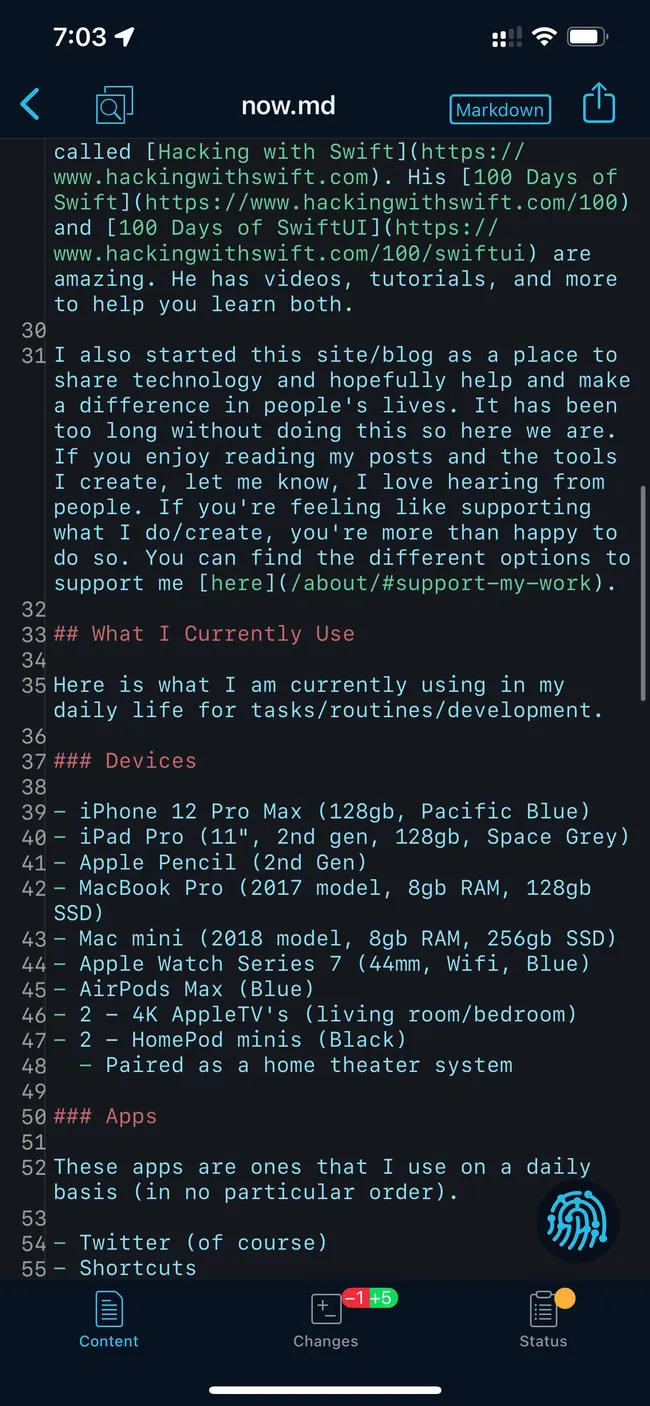 7:03
now.md
Markdown
called [Hacking with Swift](https://
www.hackingwithswift.com). His [100 Days of
Swift](https://www.hackingwithswift.com/100)
and [100 Days of SwiftUI](https://
www.hackingwithswift.com/100/swiftui) are
amazing. He has videos, tutorials, and more
to help you learn both.
30
31 I also started this site/blog as a place to
share technology and hopefully help and make
a difference in people's lives. It has been
too long without doing this so here we are.
If you enjoy reading my posts and the tools
I create, let me know, I love hearing from
people. If you're feeling like supporting
what I do/create, you're more than happy to
do so. You can find the different options to
support me [here](/about/#support-my-work).
32
33 ## What I Currently Use
34
35 Here is what I am currently using in my
daily life for tasks/routines/development.
36
37 ### Devices
38
39 - iPhone 12 Pro Max (128gb, Pacific Blue)
40 - iPad Pro (11", 2nd gen, 128gb, Space Grey)
41 - Apple Pencil (2nd Gen)
42 - MacBook Pro (2017 model, 8gb RAM, 128gb
SSD)
43 - Mac mini (2018 model, 8gb RAM, 256gb SSD)
44 - Apple Watch Series 7 (44mm, Wifi, Blue)
45 - AirPods Max (Blue)
46 - 2 - 4K AppleTV's (living room/bedroom)
47 - 2 - HomePod minis (Black)
48 - Paired as a home theater system
49
50 ### Apps
51
52 These apps are ones that I use on a daily
basis (in no particular order).
53
54 - Twitter (of course)
55 - Shortcuts
-1 +5
Content Changes Status